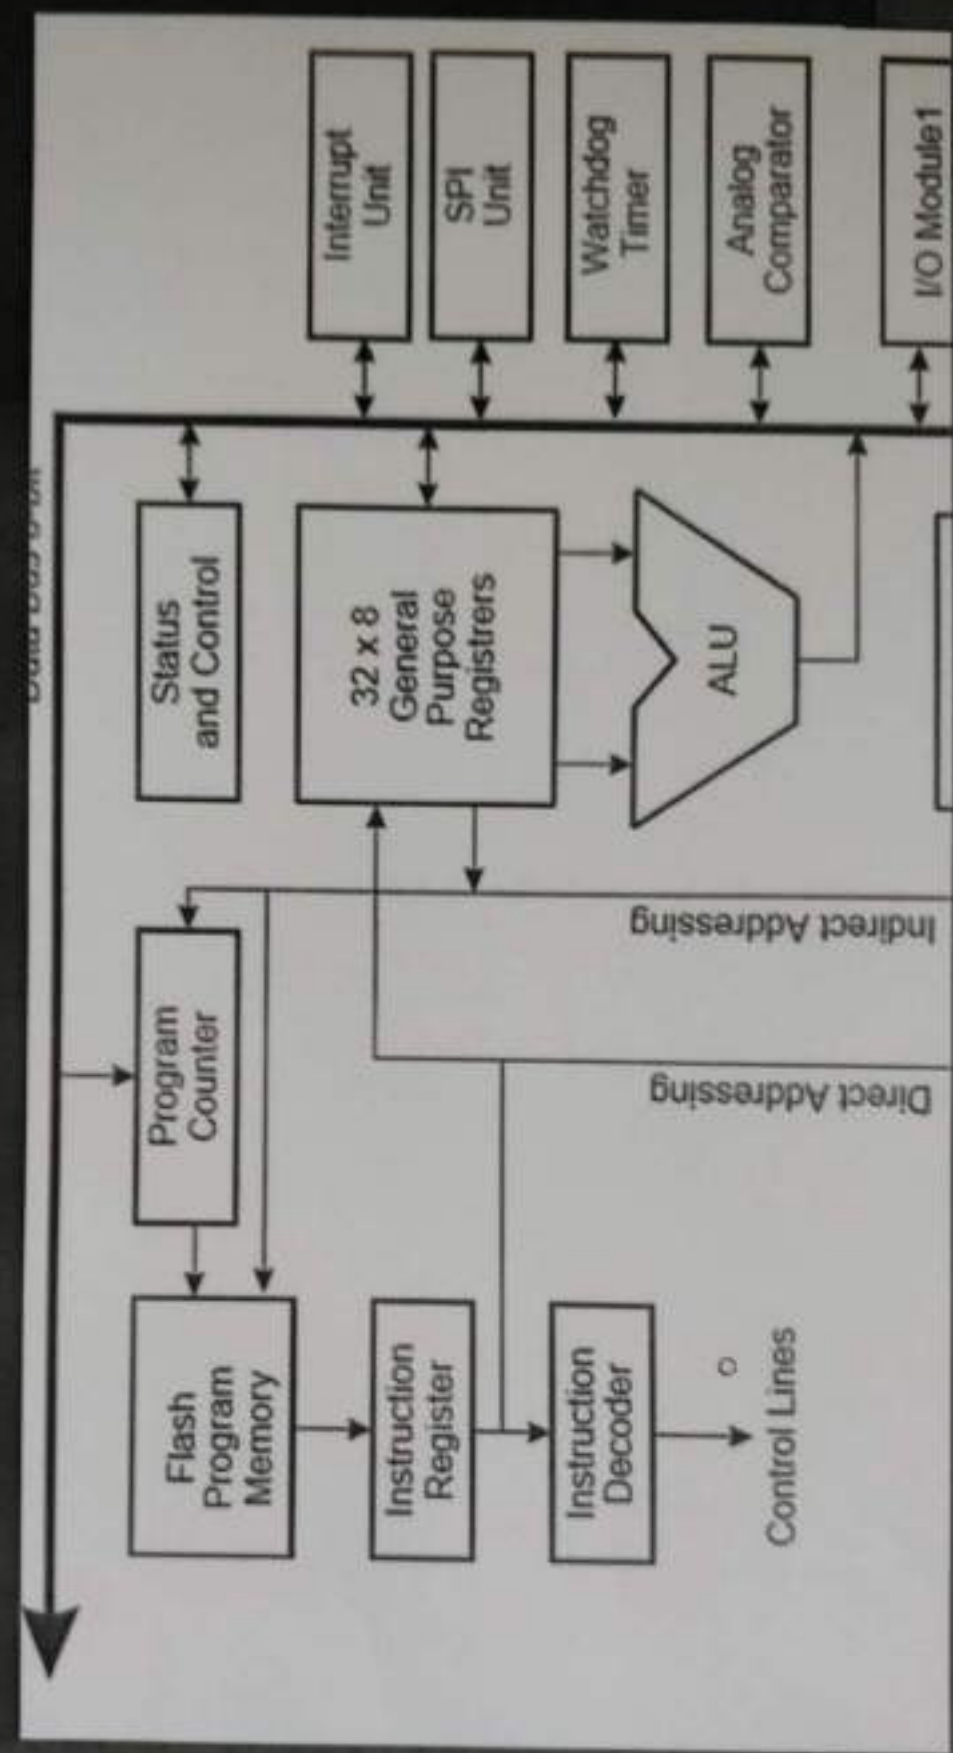 Status
and Control
Program
Counter
Flash
Program
Memory
Interrupt
Unit
32 x 8
General
Purpose
Registrers
Instruction
Register
SPI
Unit
Instruction
Decoder
Watchdog
Timer
ALU
Indirect Addressing
Direct Addressing
Control Lines
Analog
Comparator
I/O Module1